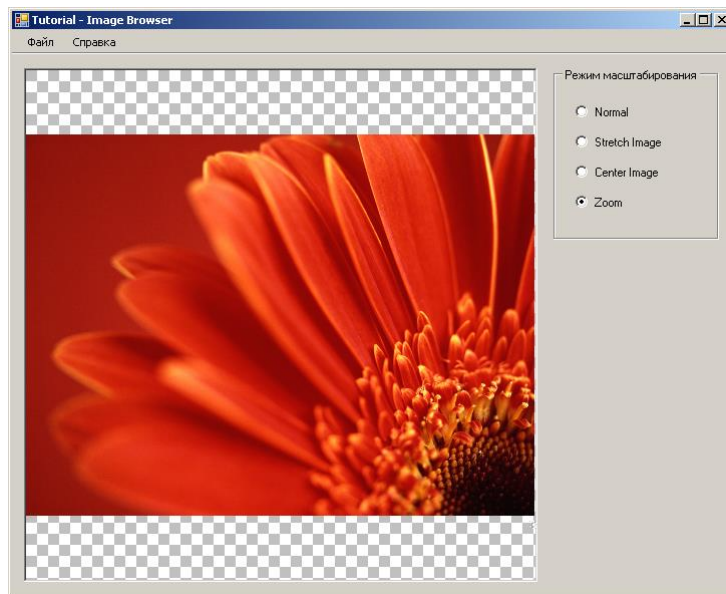 Tutorial - Image Browser
Файл Справка
Режим масштабирования
Normal
Stretch Image
Center Image
Zoom